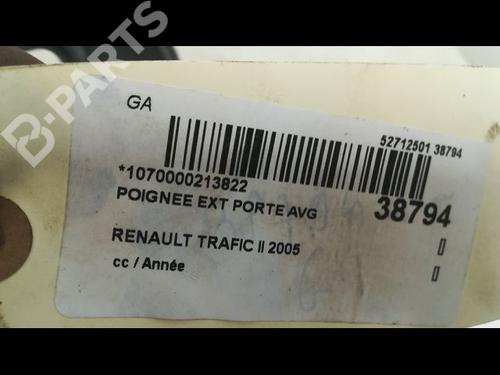 B-PARTS
GA
52712501 38794
*1070000213822
POIGNEE EXT PORTE AVG
38794
RENAULT TRAFIC II 2005
cc / Année